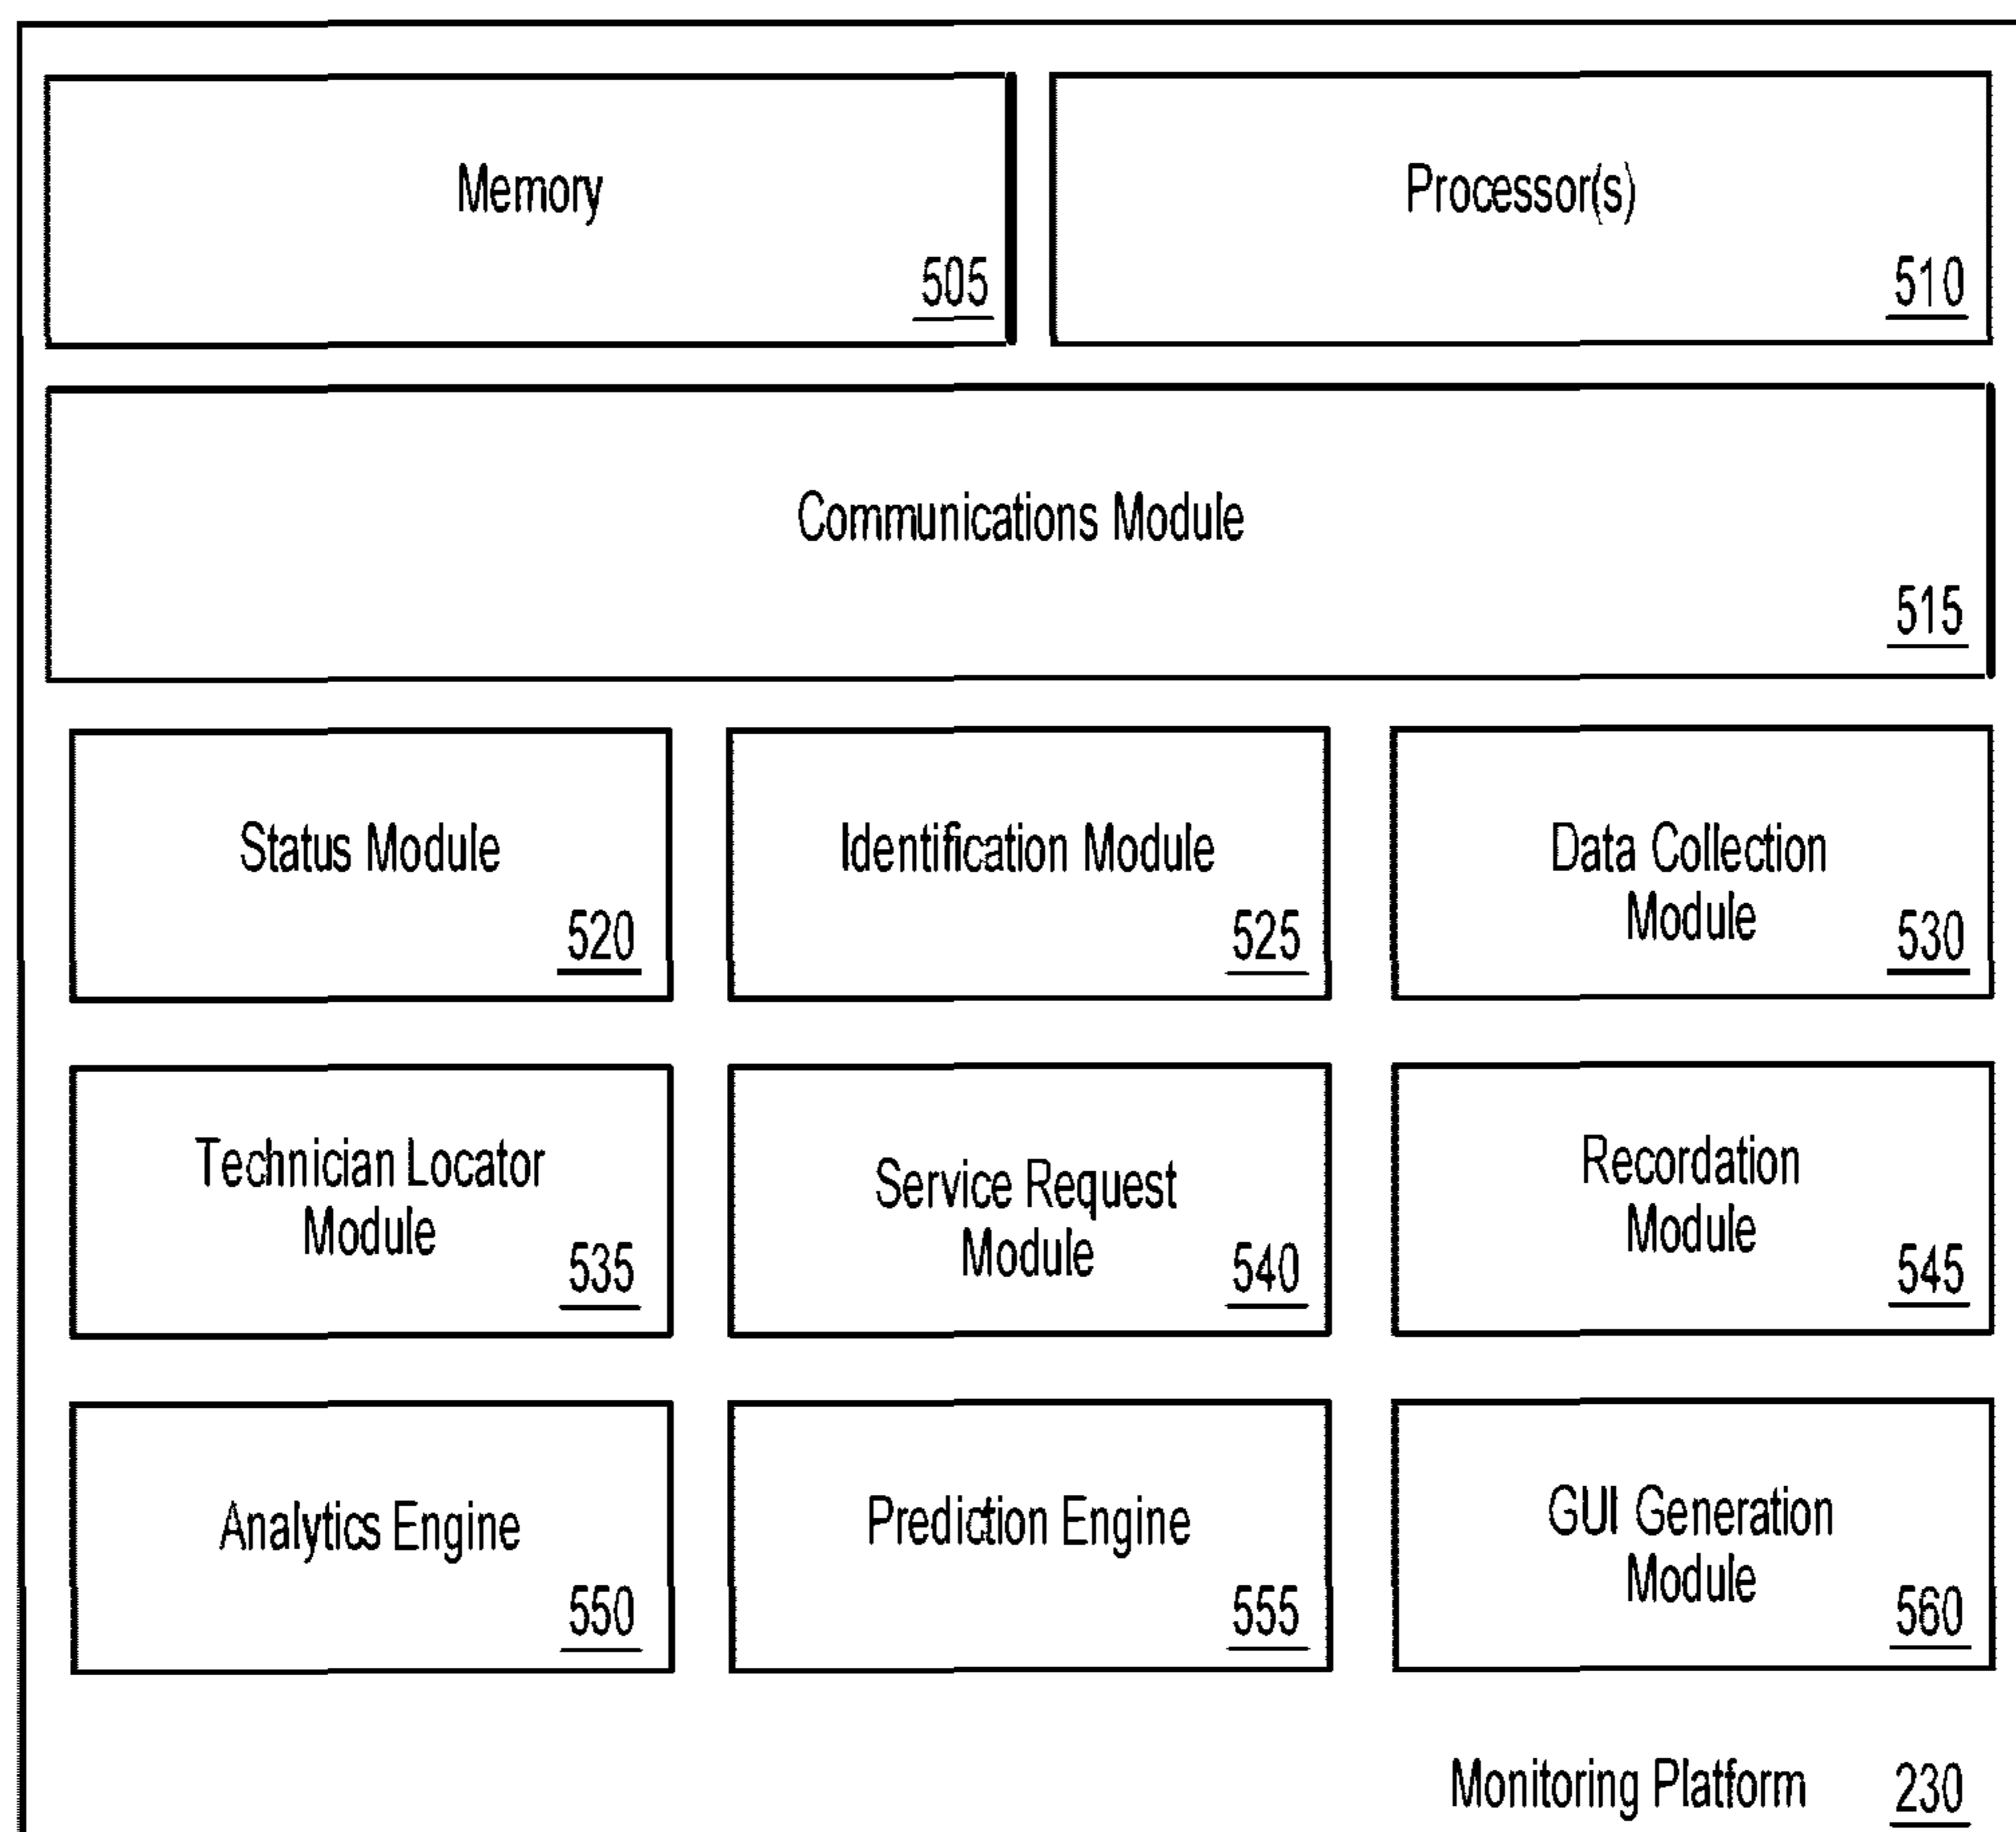 Memory
505
Processor(s)
510
Communications Module
515
Status Module
520
Identification Module
525
Data Collection
Module
530
Technician Locator
Module
535
Service Request
Module
540
Recordation
Module
545
Analytics Engine
550
Prediction Engine
555
GUI Generation
Module
560
Monitoring Platform 230